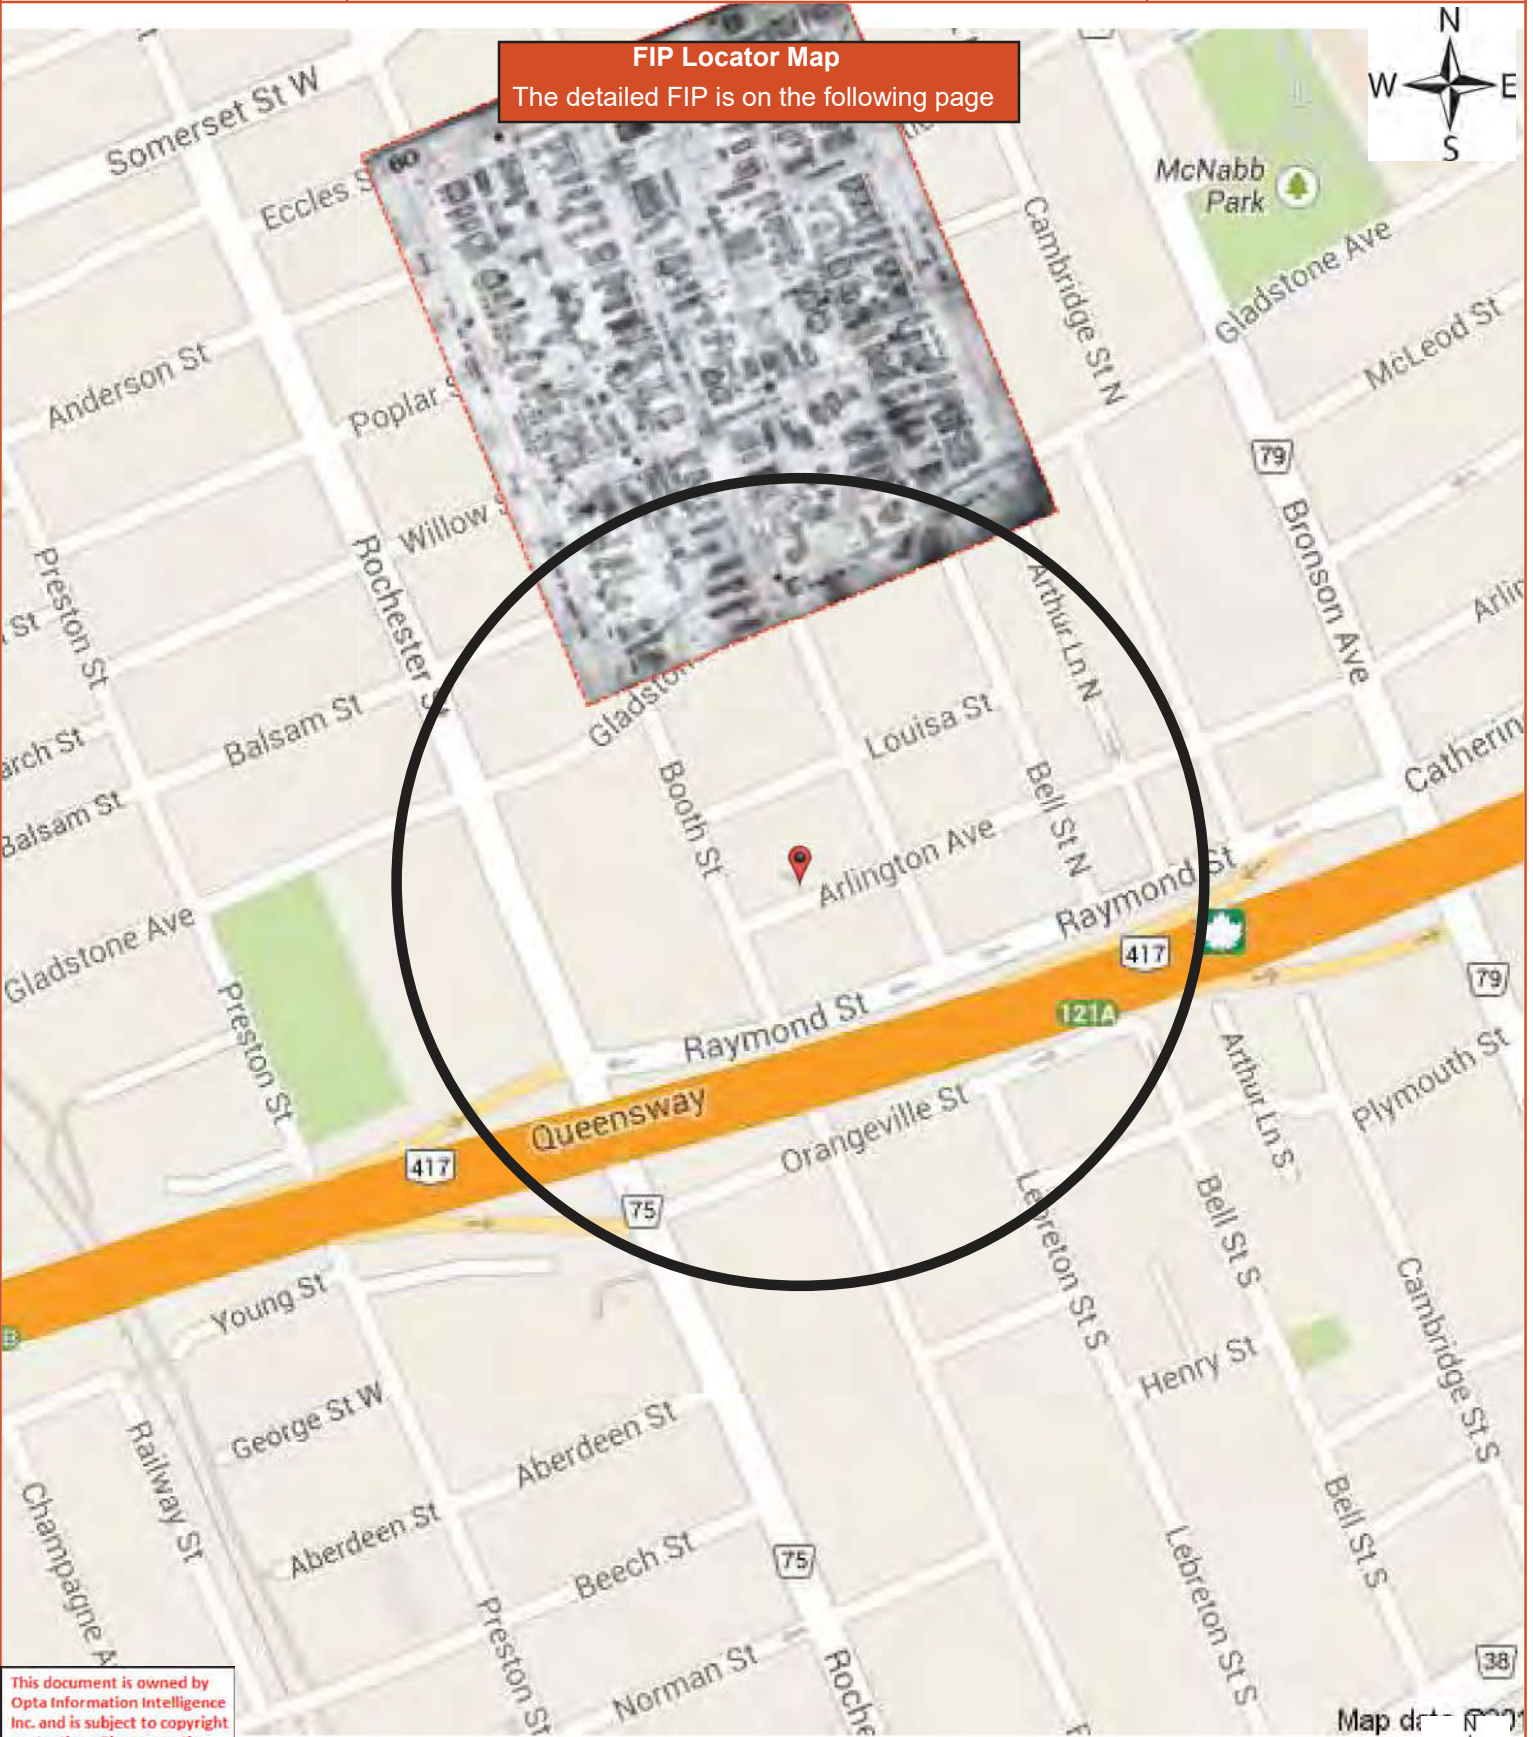 FIP Locator Map
The detailed FIP is on the following page
N
W
E
S
60
Somerset St W
Eccles S
McNabb
Park
Cambridge St N
Gladstone Ave
McLeod St
Anderson St
Poplar S
79
Willow S
Rochester St
Preston St
Bronson Ave
St
Arlin
Arthur Ln N
Balsam St
Gladston
Louisa St
arch St
Balsam St
Booth St
Bell St N
Catherin
Arlington Ave
Raymond St
Gladstone Ave
417
79
Preston St
121A
Raymond St
Arthur Ln S
Plymouth St
Queensway
Orangeville St
417
75
Lebreton St S
Bell St S
Young St
Cambridge St S
Henry St
George St W
Aberdeen St
Railway St
Champagne A
Aberdeen St
Beech St
75
Bell St S
Lebreton St S
Preston St
Norman St
Roche
38
This document is owned by
Opta Information Intelligence
Inc. and is subject to copyright
Map
N